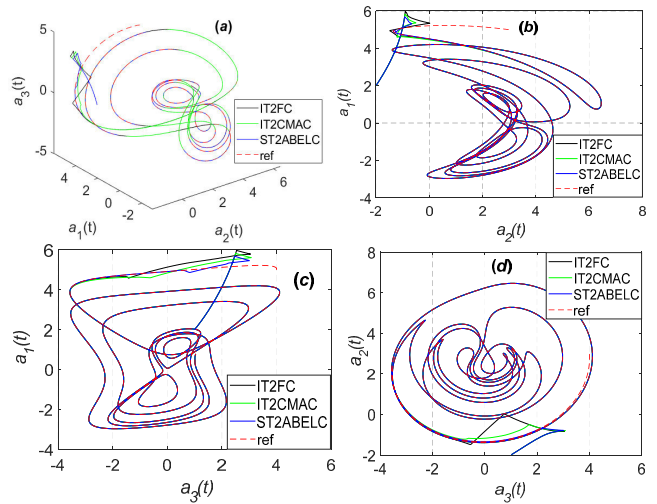 (a)
5
a3(t)
0
-5
4
2
0
-2
a1(t)
0
2
4
6
a2(t)
IT2FC
IT2CMAC
ST2ABELC
ref
(b)
6
4
2
0
-2
-4
a1(t)
-2
0
2
4
6
8
a2(t)
IT2FC
IT2CMAC
ST2ABELC
ref
(c)
6
4
2
0
-2
-4
a1(t)
-4
-2
0
2
4
6
a3(t)
IT2FC
IT2CMAC
ST2ABELC
ref
(d)
8
6
4
2
0
-2
a2(t)
-4
-2
0
2
4
6
a3(t)
IT2FC
IT2CMAC
ST2ABELC
ref